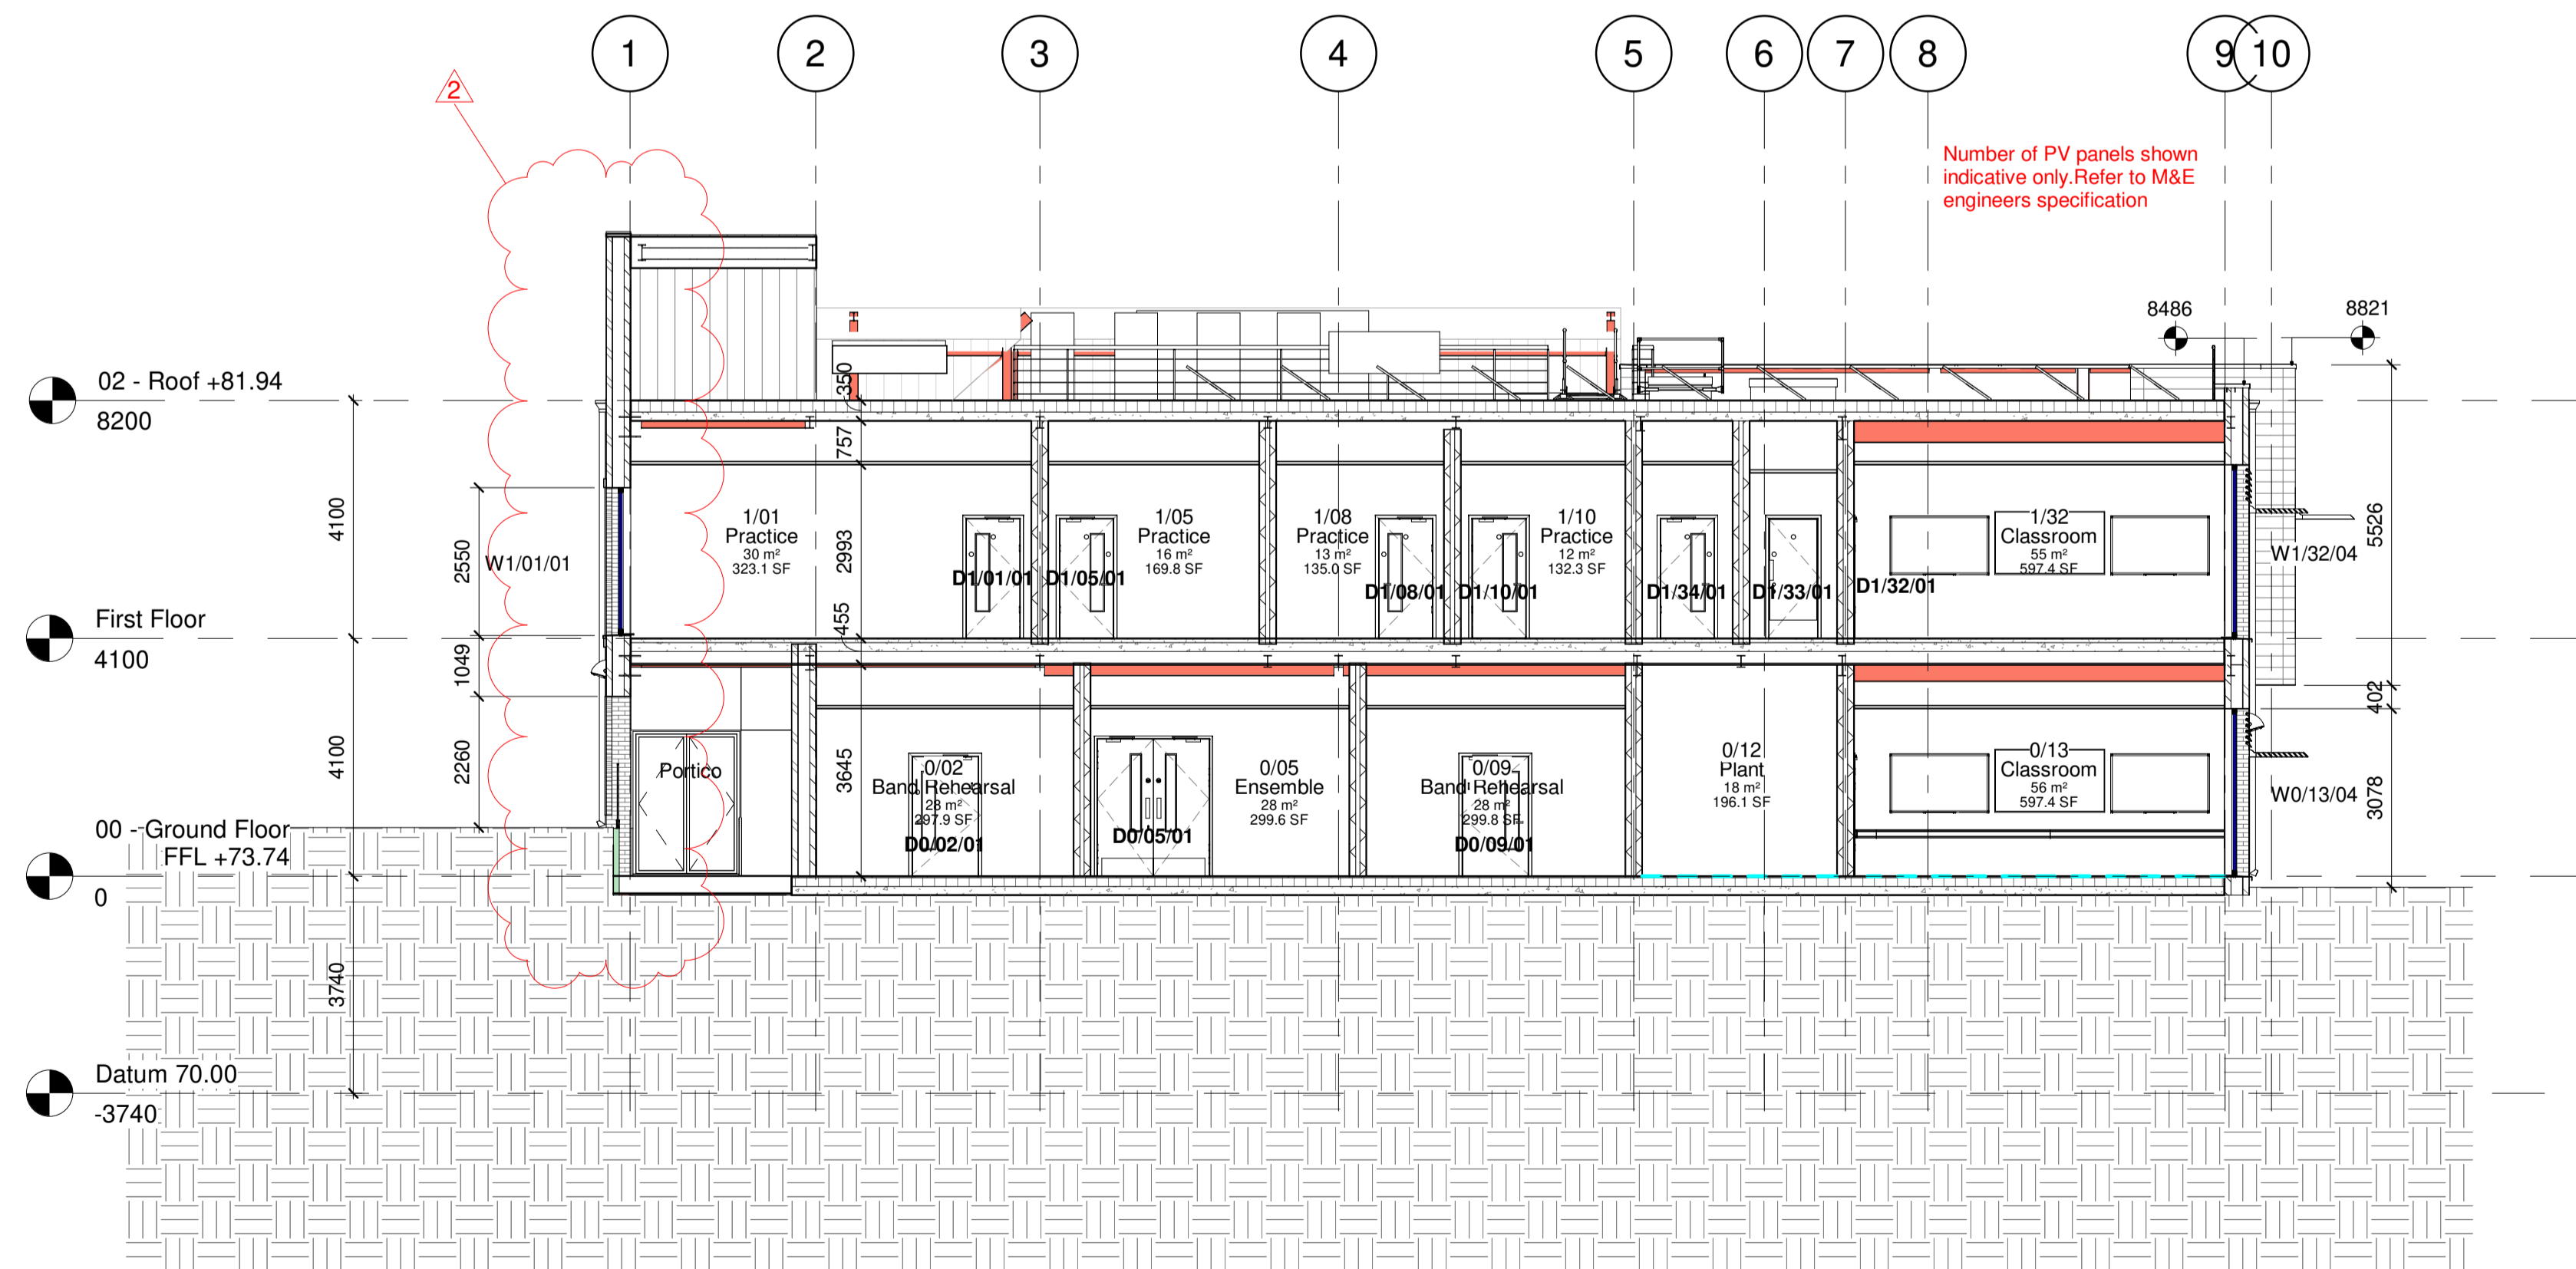 1
2
3
4
5
6
7
8
9
10
2
Number of PV panels shown
indicative only.Refer to M&E
engineers specification
8486
8821
02 - Roof +81.94
8200
350
757
4100
2550
W1/01/01
1/01
Practice
30 m²
323.1 SF
2993
D1/01/01
D1/05/01
1/05
Practice
16 m²
169.8 SF
1/08
Practice
13 m²
135.0 SF
D1/08/01
D1/10/01
1/10
Practice
12 m²
132.3 SF
D1/34/01
D1/33/01
D1/32/01
1/32
Classroom
55 m²
597.4 SF
W1/32/04
5526
First Floor
4100
455
1049
4100
2260
Portico
3645
0/02
Band Rehearsal
28 m²
297.9 SF
D0/02/01
D0/05/01
0/05
Ensemble
28 m²
299.6 SF
0/09
Band Rehearsal
28 m²
299.8 SF
D0/09/01
0/12
Plant
18 m²
196.1 SF
0/13
Classroom
56 m²
597.4 SF
W0/13/04
402
3078
00 - Ground Floor
FFL +73.74
0
3740
Datum 70.00
-3740